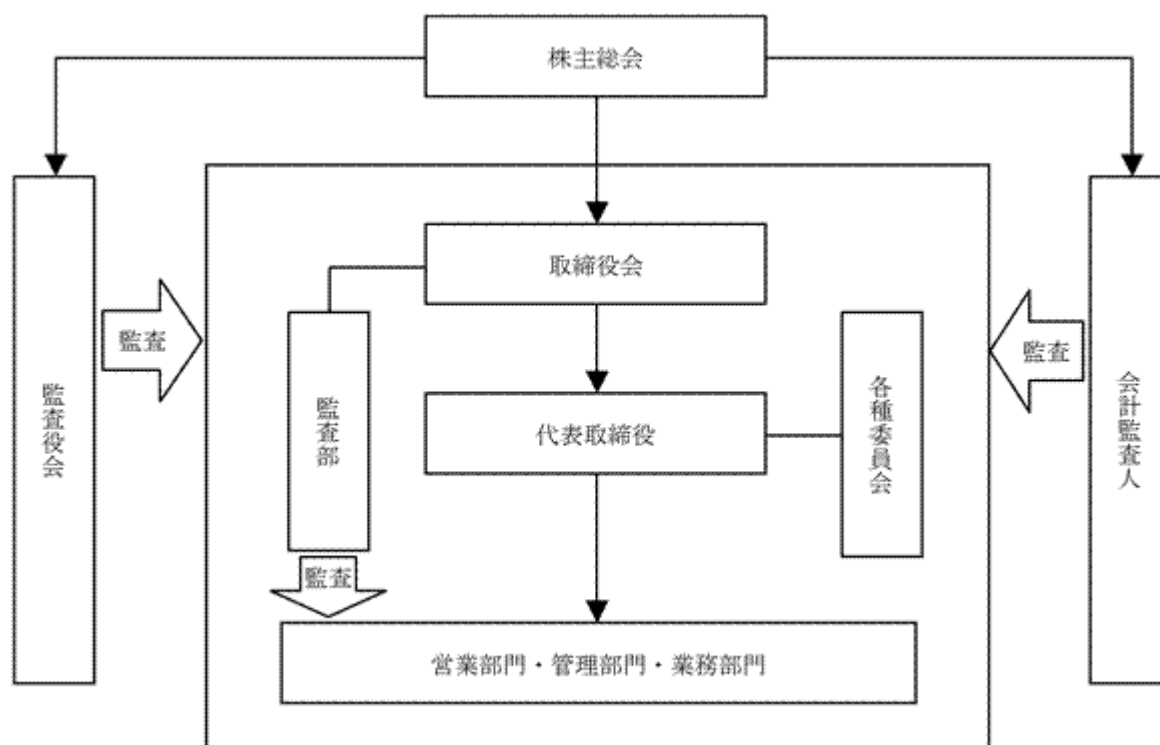 株主総会
取締役会
監査
監査
監査役会
監査部
代表取締役
各種委員会
会計監査人
監査
営業部門・管理部門・業務部門